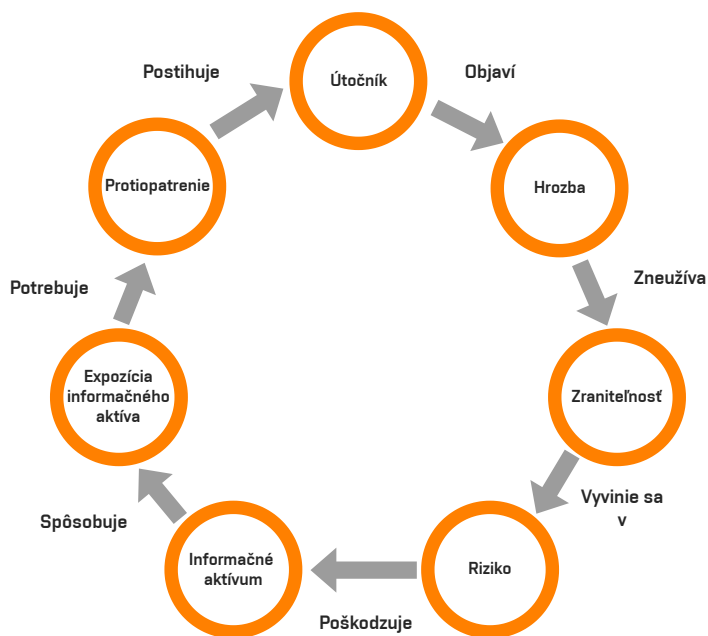 Útočník
Objaví
Hrozba
Zneužíva
Zraniteľnosť
Vyvinie sa
v
Riziko
Poškodzuje
Informačné
aktívum
Spôsobuje
Expozícia
informačného
aktíva
Potrebuje
Protiopatrenie
Postihuje